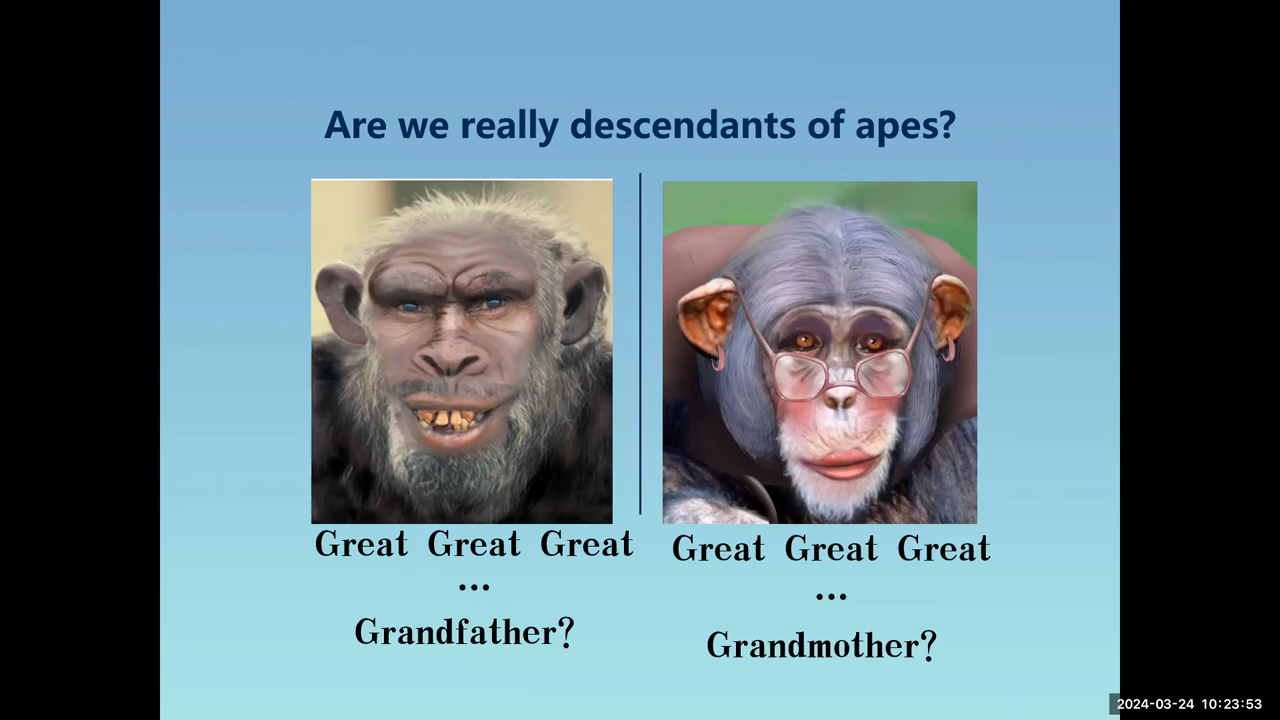 Are we really descendants of apes?
Great Great Great
...
Grandfather?
Great Great Great
...
Grandmother?
2024-03-24 10:23:53